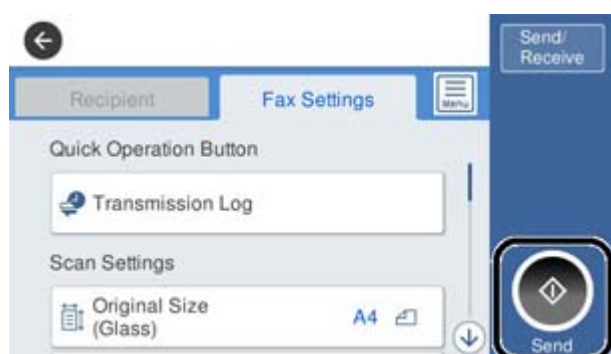 Send/
Receive
Recipient
Fax Settings
Menu
Quick Operation Button
Transmission Log
Scan Settings
Original Size
(Glass)
A4
Send